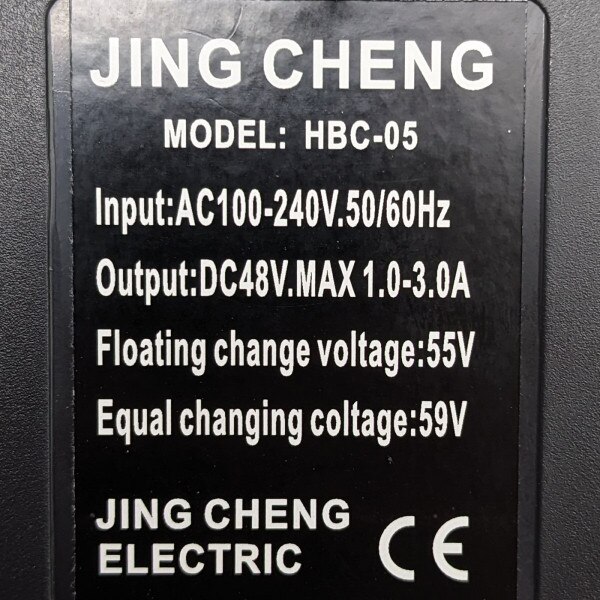 JING CHENG
MODEL: HBC-05
Input:AC100-240V.50/60Hz
Output:DC48V.MAX 1.0-3.0A
Floating change voltage:55V
Equal changing coltage:59V
JING CHENG
ELECTRIC
CE